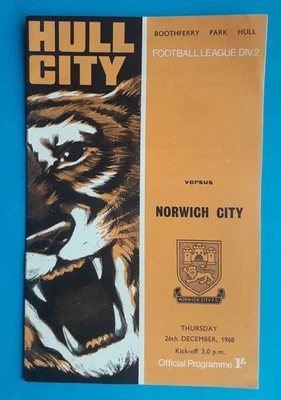 HULL
CITY
BOOTHFERRY PARK HULL
FOOTBALL LEAGUE DIV.2
versus
NORWICH CITY
NORWICH CITY F.C.
THURSDAY
26th DECEMBER, 1968
Kick-off 3.0 p.m.
Official Programme 1/-